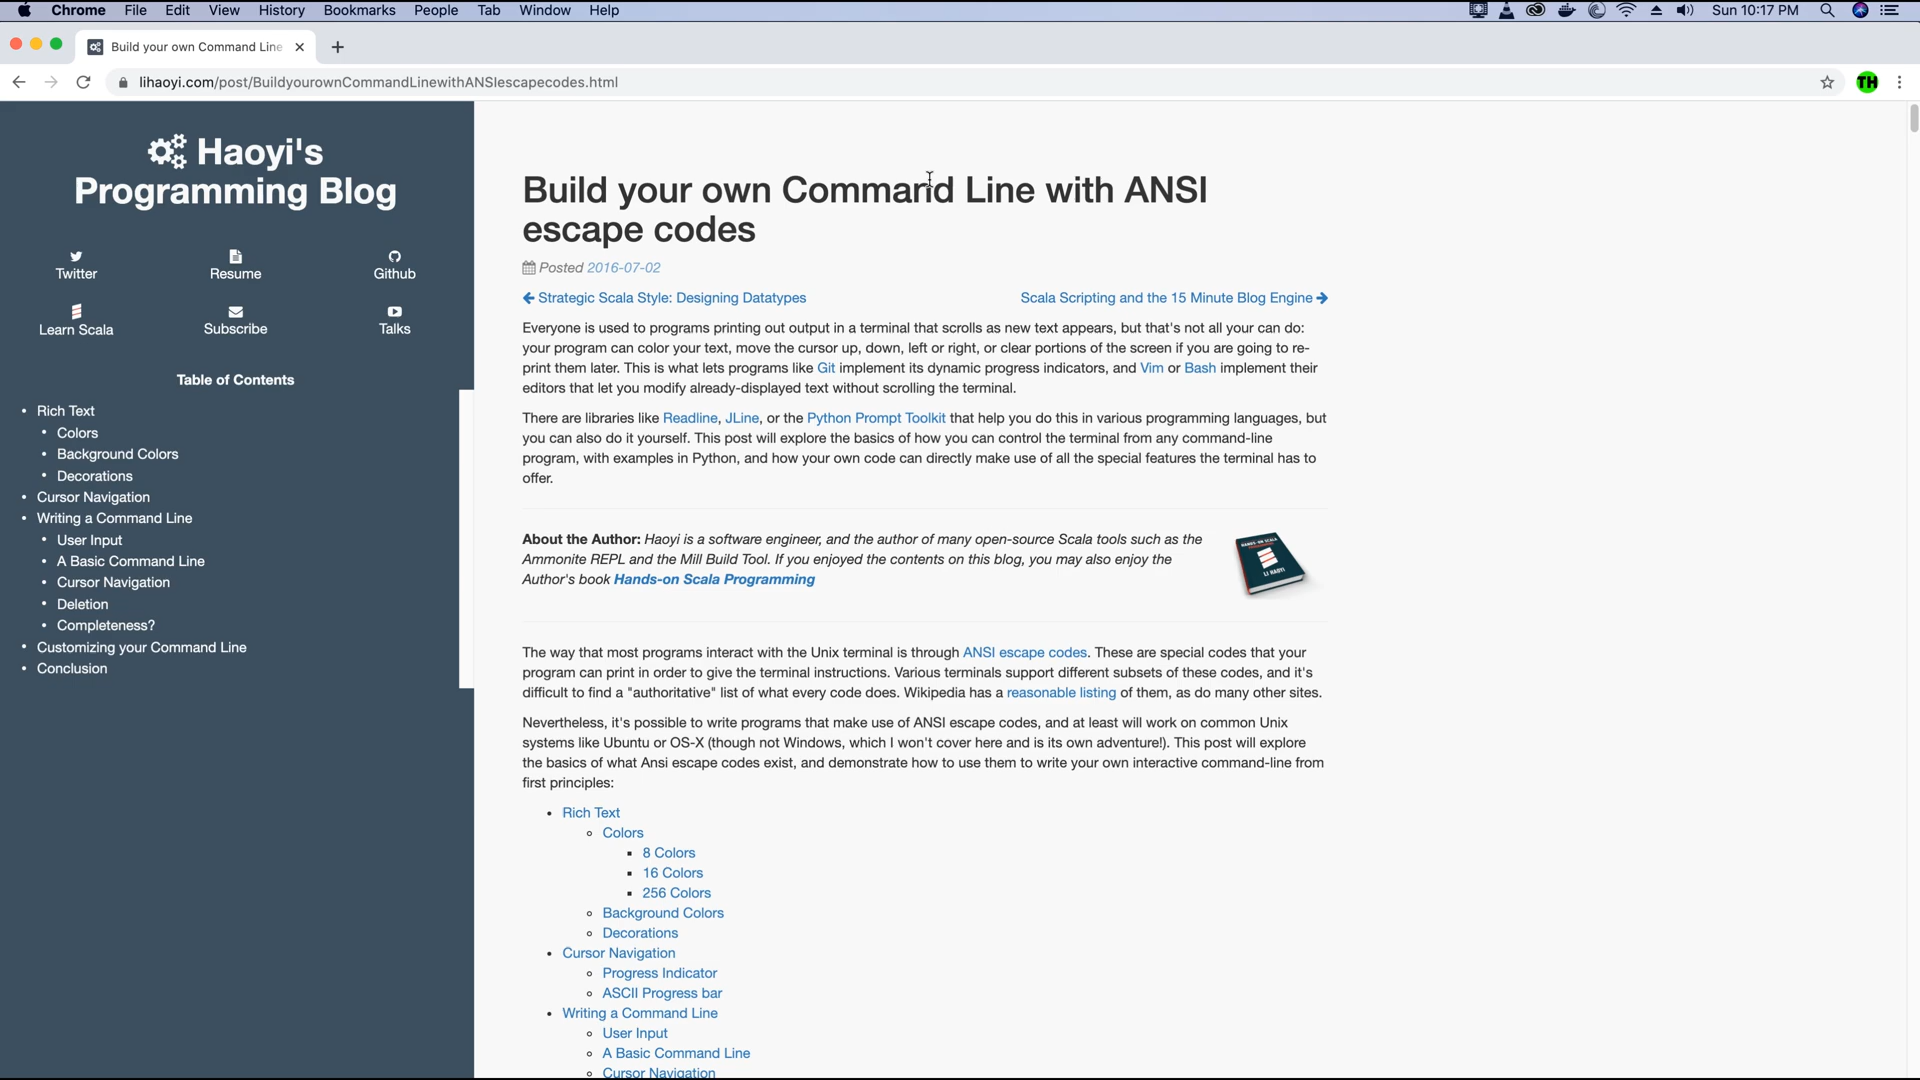 Chrome File Edit View History Bookmarks People Tab Window Help
Sun 10:17 PM
Build your own Command Line
lihaoyi.com/post/BuildyourownCommandLinewithANSIescapecodes.html
TH
Haoyi's
Programming Blog
Twitter Resume Github
Learn Scala Subscribe Talks
Table of Contents
Rich Text
Colors
Background Colors
Decorations
Cursor Navigation
Writing a Command Line
User Input
A Basic Command Line
Cursor Navigation
Deletion
Completeness?
Customizing your Command Line
Conclusion
Build your own Command Line with ANSI
escape codes
Posted 2016-07-02
Strategic Scala Style: Designing Datatypes
Scala Scripting and the 15 Minute Blog Engine
Everyone is used to programs printing out output in a terminal that scrolls as new text appears, but that's not all your can do:
your program can color your text, move the cursor up, down, left or right, or clear portions of the screen if you are going to re-
print them later. This is what lets programs like Git implement its dynamic progress indicators, and Vim or Bash implement their
editors that let you modify already-displayed text without scrolling the terminal.
There are libraries like Readline, JLine, or the Python Prompt Toolkit that help you do this in various programming languages, but
you can also do it yourself. This post will explore the basics of how you can control the terminal from any command-line
program, with examples in Python, and how your own code can directly make use of all the special features the terminal has to
offer.
About the Author: Haoyi is a software engineer, and the author of many open-source Scala tools such as the
Ammonite REPL and the Mill Build Tool. If you enjoyed the contents on this blog, you may also enjoy the
Author's book Hands-on Scala Programming
HANDS-ON SCALA
LI HAOYI
The way that most programs interact with the Unix terminal is through ANSI escape codes. These are special codes that your
program can print in order to give the terminal instructions. Various terminals support different subsets of these codes, and it's
difficult to find a "authoritative" list of what every code does. Wikipedia has a reasonable listing of them, as do many other sites.
Nevertheless, it's possible to write programs that make use of ANSI escape codes, and at least will work on common Unix
systems like Ubuntu or OS-X (though not Windows, which I won't cover here and is its own adventure!). This post will explore
the basics of what Ansi escape codes exist, and demonstrate how to use them to write your own interactive command-line from
first principles:
Rich Text
Colors
8 Colors
16 Colors
256 Colors
Background Colors
Decorations
Cursor Navigation
Progress Indicator
ASCII Progress bar
Writing a Command Line
User Input
A Basic Command Line
Cursor Navigation